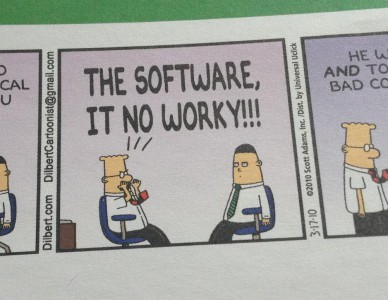 ICAL
U
Dilbert.com DilbertCartoonist@gmail.com
THE SOFTWARE,
IT NO WORKY!!!
3-17-10 ©2010 Scott Adams, Inc. /Dist. by Universal Uclick
HE W
AND TO
BAD CO